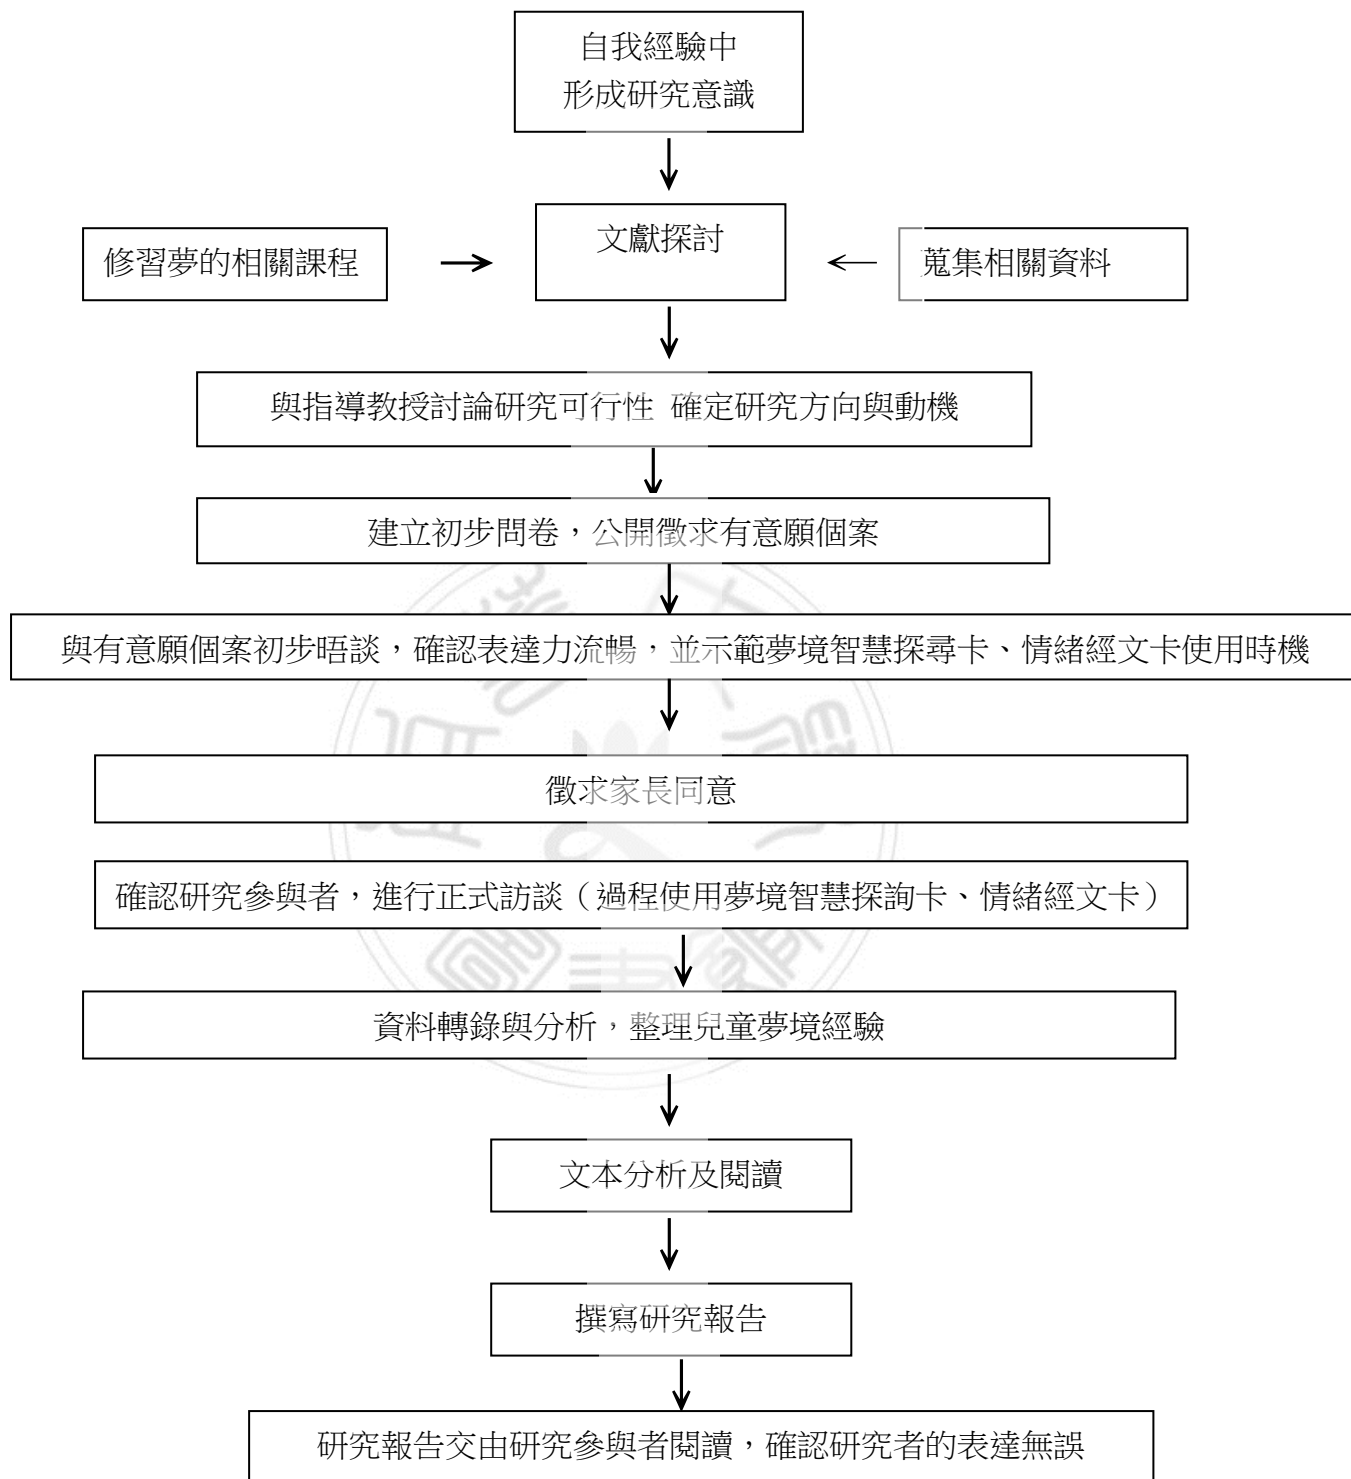 自我經驗中
形成研究意識
修習夢的相關課程
文獻探討
蒐集相關資料
與指導教授討論研究可行性 確定研究方向與動機
建立初步問卷，公開徵求有意願個案
與有意願個案初步晤談，確認表達力流暢，並示範夢境智慧探尋卡、情緒經文卡使用時機
徵求家長同意
確認研究參與者，進行正式訪談（過程使用夢境智慧探詢卡、情緒經文卡）
資料轉錄與分析，整理兒童夢境經驗
文本分析及閱讀
撰寫研究報告
研究報告交由研究參與者閱讀，確認研究者的表達無誤